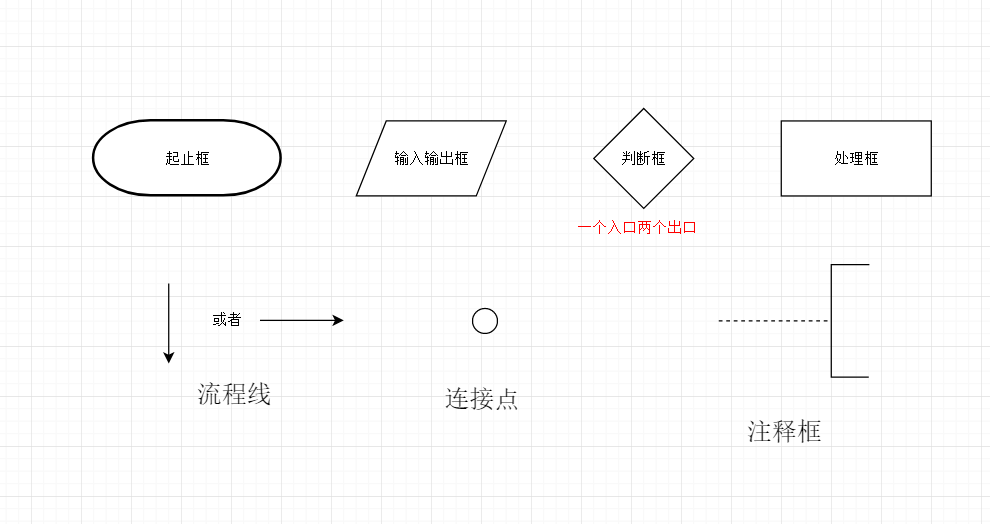 起止框
输入输出框
判断框
处理框
一个入口两个出口
或者
流程线
连接点
注释框